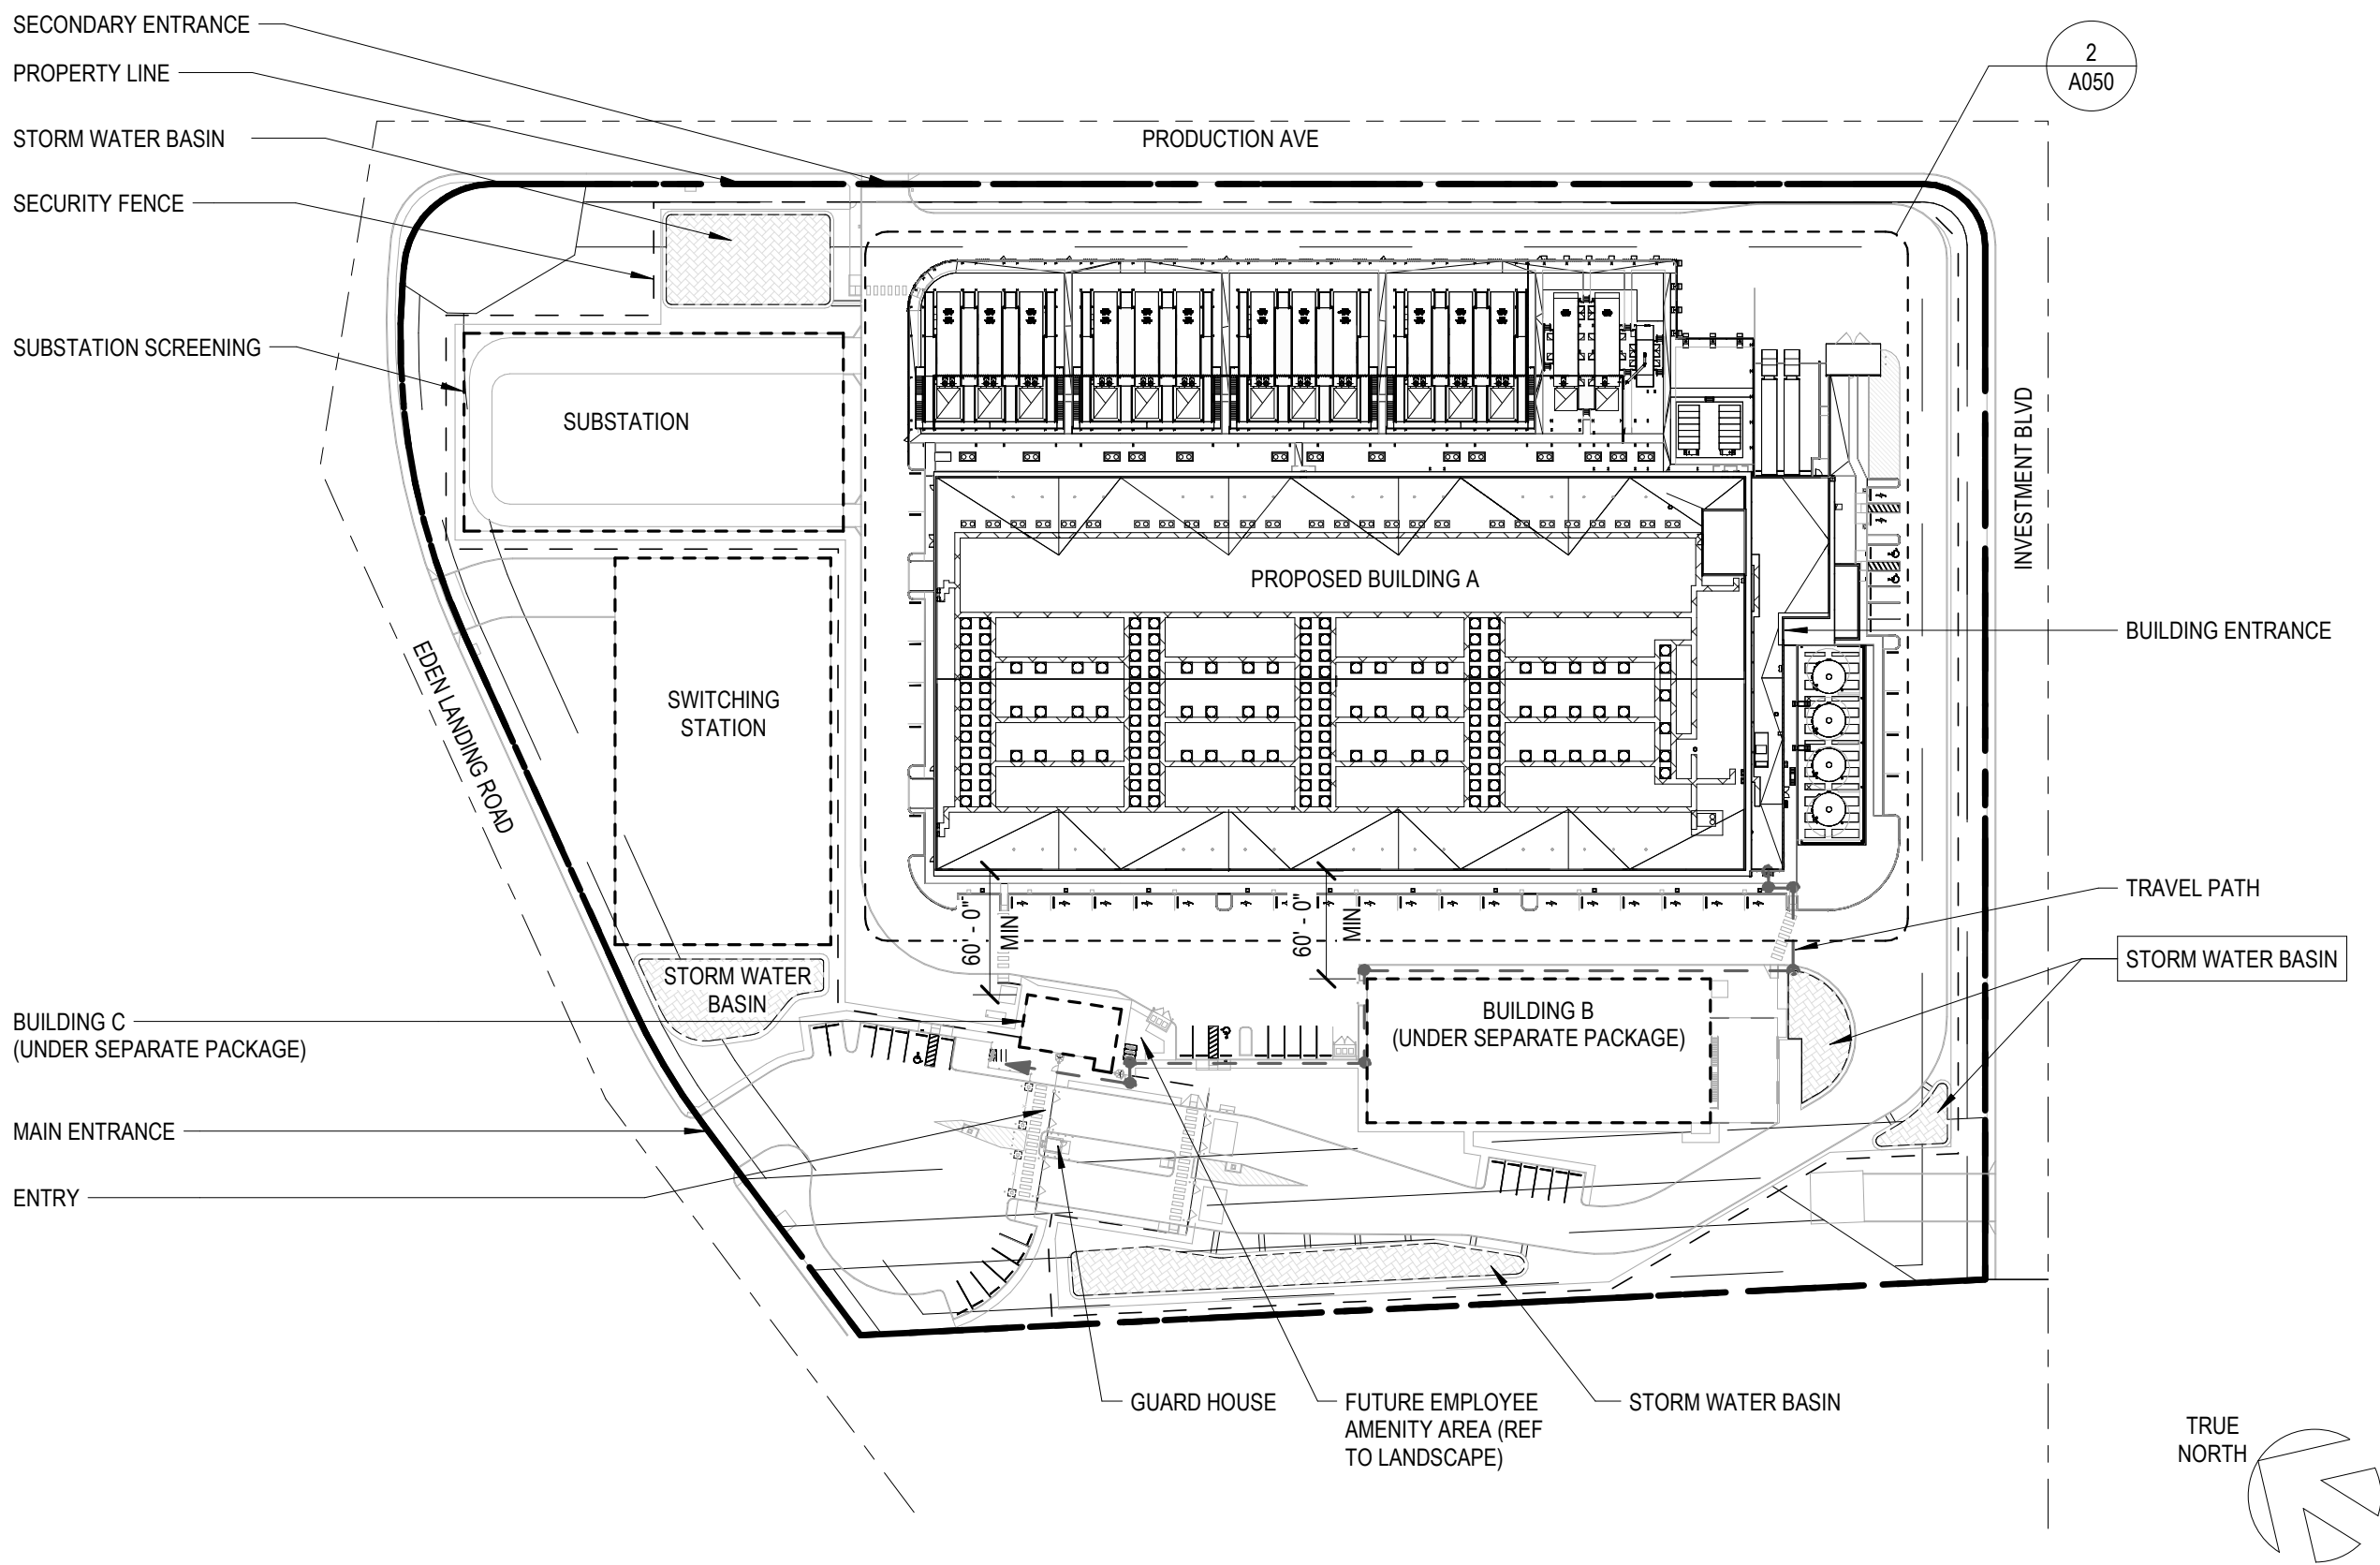 SECONDARY ENTRANCE
PROPERTY LINE
STORM WATER BASIN
SECURITY FENCE
SUBSTATION SCREENING
2
A050
PRODUCTION AVE
SUBSTATION
INVESTMENT BLVD
PROPOSED BUILDING A
BUILDING ENTRANCE
EDEN LANDING ROAD
SWITCHING
STATION
TRAVEL PATH
STORM WATER BASIN
60' - 0"
MIN
60' - 0"
MIN
STORM WATER
BASIN
BUILDING B
(UNDER SEPARATE PACKAGE)
BUILDING C
(UNDER SEPARATE PACKAGE)
MAIN ENTRANCE
ENTRY
GUARD HOUSE
FUTURE EMPLOYEE
AMENITY AREA (REF
TO LANDSCAPE)
STORM WATER BASIN
TRUE
NORTH